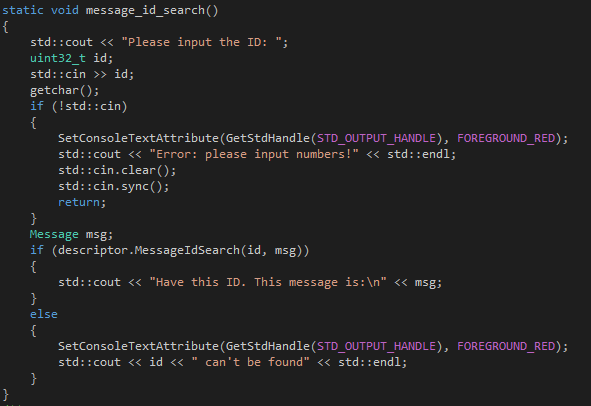 static void message_id_search()
{
    std::cout << "Please input the ID: ";
    uint32_t id;
    std::cin >> id;
    getchar();
    if (!std::cin)
    {
        SetConsoleTextAttribute(GetStdHandle(STD_OUTPUT_HANDLE), FOREGROUND_RED);
        std::cout << "Error: please input numbers!" << std::endl;
        std::cin.clear();
        std::cin.sync();
        return;
    }
    Message msg;
    if (descriptor.MessageIdSearch(id, msg))
    {
        std::cout << "Have this ID. This message is:\n" << msg;
    }
    else
    {
        SetConsoleTextAttribute(GetStdHandle(STD_OUTPUT_HANDLE), FOREGROUND_RED);
        std::cout << id << " can't be found" << std::endl;
    }
}